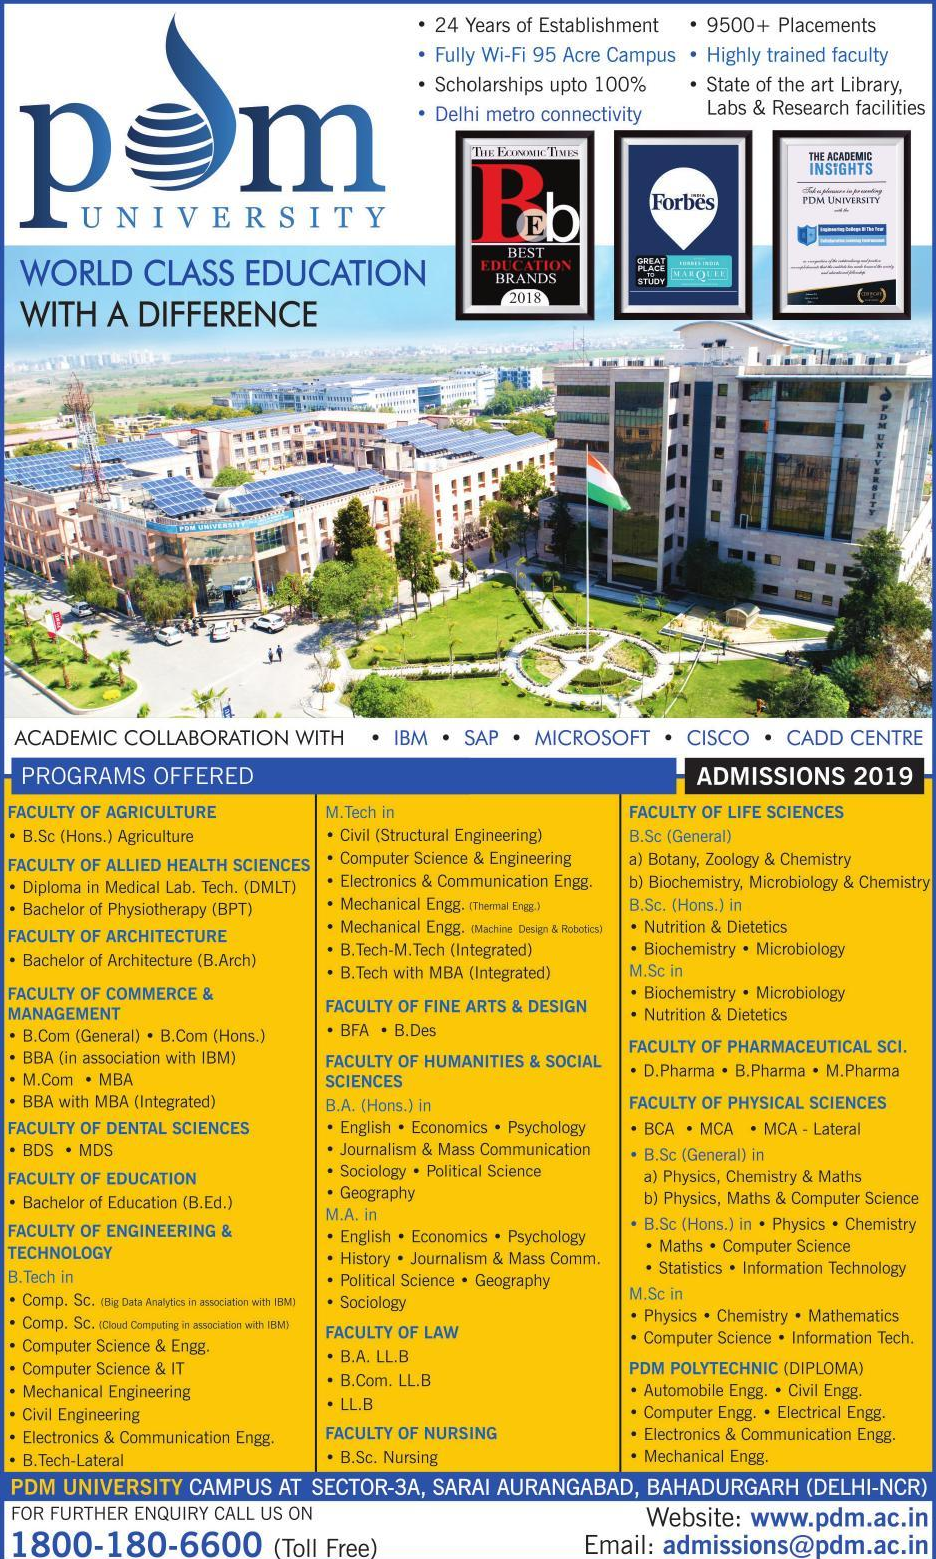 pdm
UNIVERSITY
• 24 Years of Establishment
• Fully Wi-Fi 95 Acre Campus
• Scholarships upto 100%
• Delhi metro connectivity
• 9500+ Placements
• Highly trained faculty
• State of the art Library,
Labs & Research facilities
THE ECONOMIC TIMES
BEb
BEST
EDUCATION
BRANDS
2018
INDIA
Forbes
GREAT
PLACE
TO
STUDY
FORBES INDIA
MARQUEE
THE ACADEMIC
INSIGHTS
Takes pleasure in presenting
PDM UNIVERSITY
with the
Engineering College Of The Year
WORLD CLASS EDUCATION
WITH A DIFFERENCE
PDM UNIVERSITY
PDM UNIVERSITY
ACADEMIC COLLABORATION WITH • IBM • SAP • MICROSOFT • CISCO • CADD CENTRE
PROGRAMS OFFERED
ADMISSIONS 2019
FACULTY OF AGRICULTURE
• B.Sc (Hons.) Agriculture
FACULTY OF ALLIED HEALTH SCIENCES
• Diploma in Medical Lab. Tech. (DMLT)
• Bachelor of Physiotherapy (BPT)
FACULTY OF ARCHITECTURE
• Bachelor of Architecture (B.Arch)
FACULTY OF COMMERCE &
MANAGEMENT
• B.Com (General) • B.Com (Hons.)
• BBA (in association with IBM)
• M.Com • MBA
• BBA with MBA (Integrated)
FACULTY OF DENTAL SCIENCES
• BDS • MDS
FACULTY OF EDUCATION
• Bachelor of Education (B.Ed.)
FACULTY OF ENGINEERING &
TECHNOLOGY
B.Tech in
• Comp. Sc. (Big Data Analytics in association with IBM)
• Comp. Sc. (Cloud Computing in association with IBM)
• Computer Science & Engg.
• Computer Science & IT
• Mechanical Engineering
• Civil Engineering
• Electronics & Communication Engg.
• B.Tech-Lateral
M.Tech in
• Civil (Structural Engineering)
• Computer Science & Engineering
• Electronics & Communication Engg.
• Mechanical Engg. (Thermal Engg.)
• Mechanical Engg. (Machine Design & Robotics)
• B.Tech-M.Tech (Integrated)
• B.Tech with MBA (Integrated)
FACULTY OF FINE ARTS & DESIGN
• BFA • B.Des
FACULTY OF HUMANITIES & SOCIAL
SCIENCES
B.A. (Hons.) in
• English • Economics • Psychology
• Journalism & Mass Communication
• Sociology • Political Science
• Geography
M.A. in
• English • Economics • Psychology
• History • Journalism & Mass Comm.
• Political Science • Geography
• Sociology
FACULTY OF LAW
• B.A. LL.B
• B.Com. LL.B
• LL.B
FACULTY OF NURSING
• B.Sc. Nursing
FACULTY OF LIFE SCIENCES
B.Sc (General)
a) Botany, Zoology & Chemistry
b) Biochemistry, Microbiology & Chemistry
B.Sc. (Hons.) in
• Nutrition & Dietetics
• Biochemistry • Microbiology
M.Sc in
• Biochemistry • Microbiology
• Nutrition & Dietetics
FACULTY OF PHARMACEUTICAL SCI.
• D.Pharma • B.Pharma • M.Pharma
FACULTY OF PHYSICAL SCIENCES
• BCA • MCA • MCA - Lateral
• B.Sc (General) in
a) Physics, Chemistry & Maths
b) Physics, Maths & Computer Science
• B.Sc (Hons.) in • Physics • Chemistry
• Maths • Computer Science
• Statistics • Information Technology
M.Sc in
• Physics • Chemistry • Mathematics
• Computer Science • Information Tech.
PDM POLYTECHNIC (DIPLOMA)
• Automobile Engg. • Civil Engg.
• Computer Engg. • Electrical Engg.
• Electronics & Communication Engg.
• Mechanical Engg.
PDM UNIVERSITY CAMPUS AT SECTOR-3A, SARAI AURANGABAD, BAHADURGARH (DELHI-NCR)
FOR FURTHER ENQUIRY CALL US ON
1800-180-6600 (Toll Free)
Website: www.pdm.ac.in
Email: admissions@pdm.ac.in